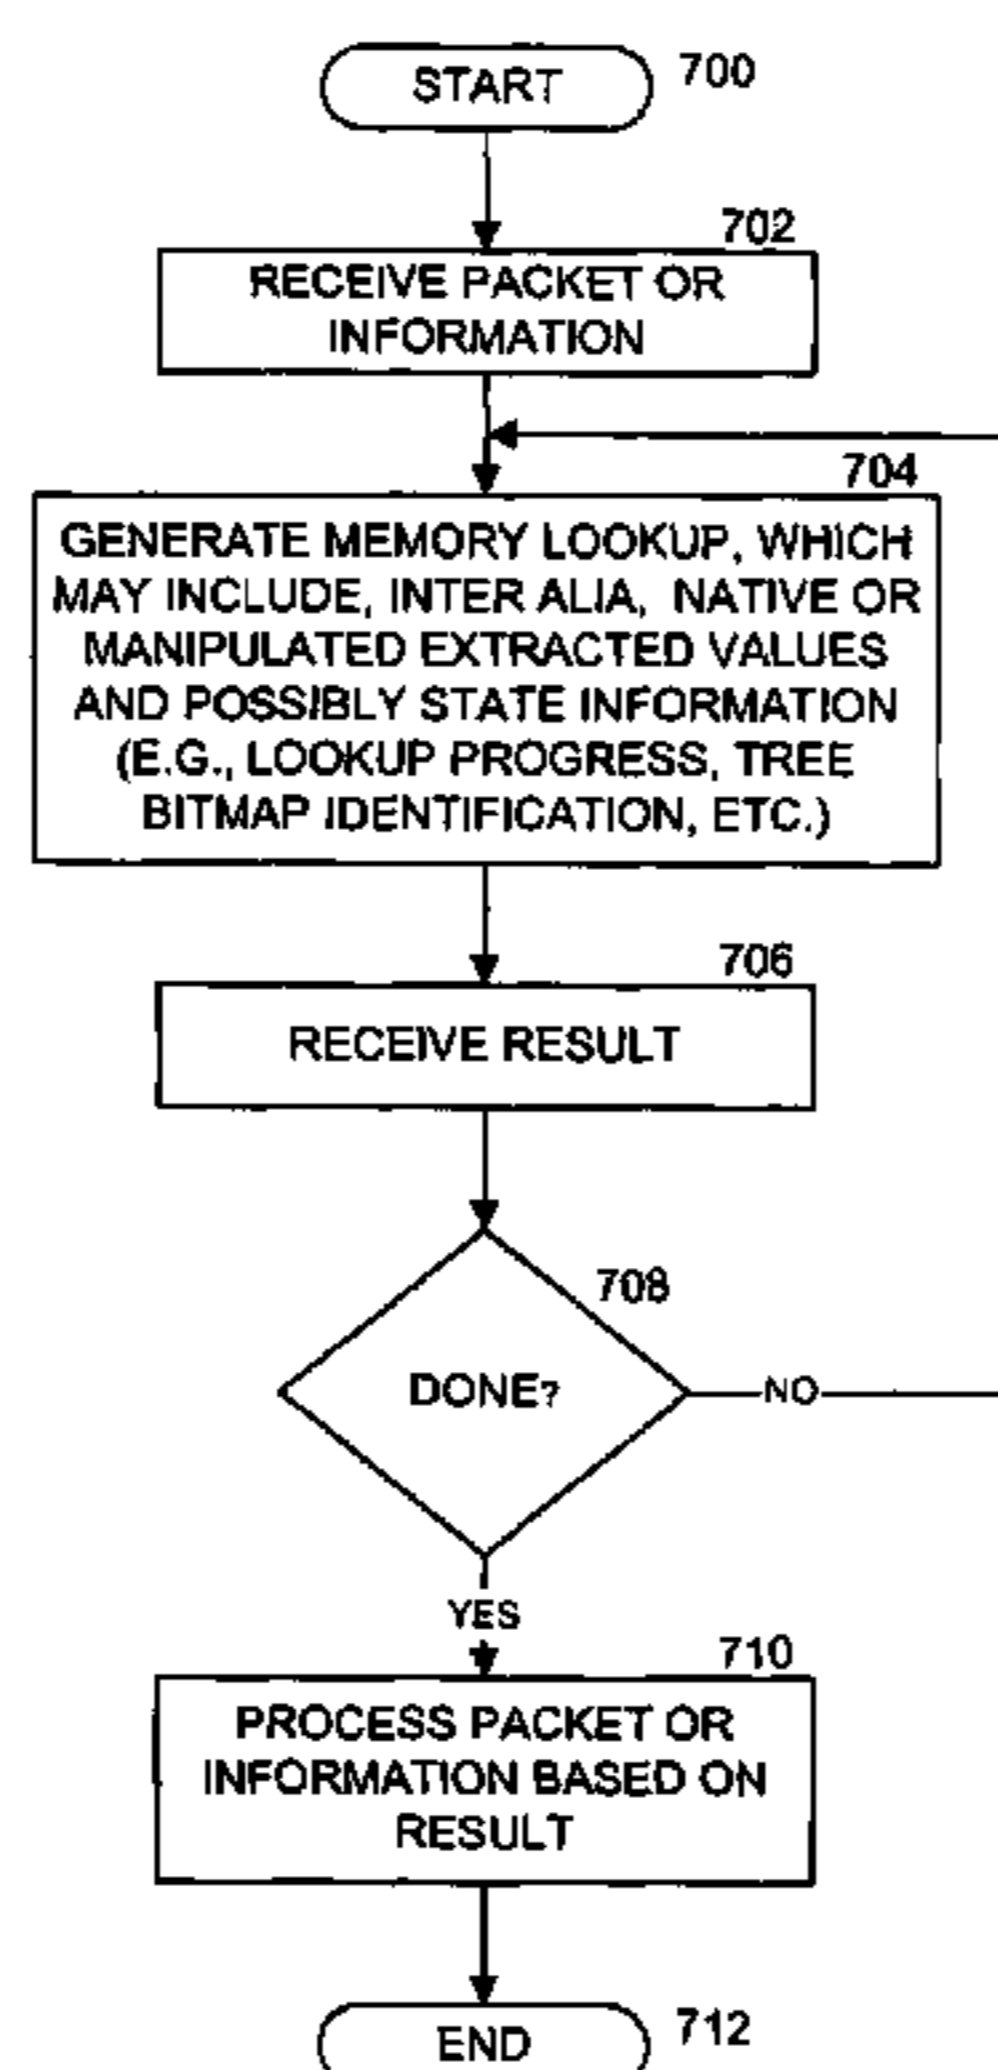 START
700
702
RECEIVE PACKET OR
INFORMATION
704
GENERATE MEMORY LOOKUP, WHICH
MAY INCLUDE, INTER ALIA, NATIVE OR
MANIPULATED EXTRACTED VALUES
AND POSSIBLY STATE INFORMATION
(E.G., LOOKUP PROGRESS, TREE
BITMAP IDENTIFICATION, ETC.)
706
RECEIVE RESULT
708
DONE?
NO
YES
710
PROCESS PACKET OR
INFORMATION BASED ON
RESULT
END
712